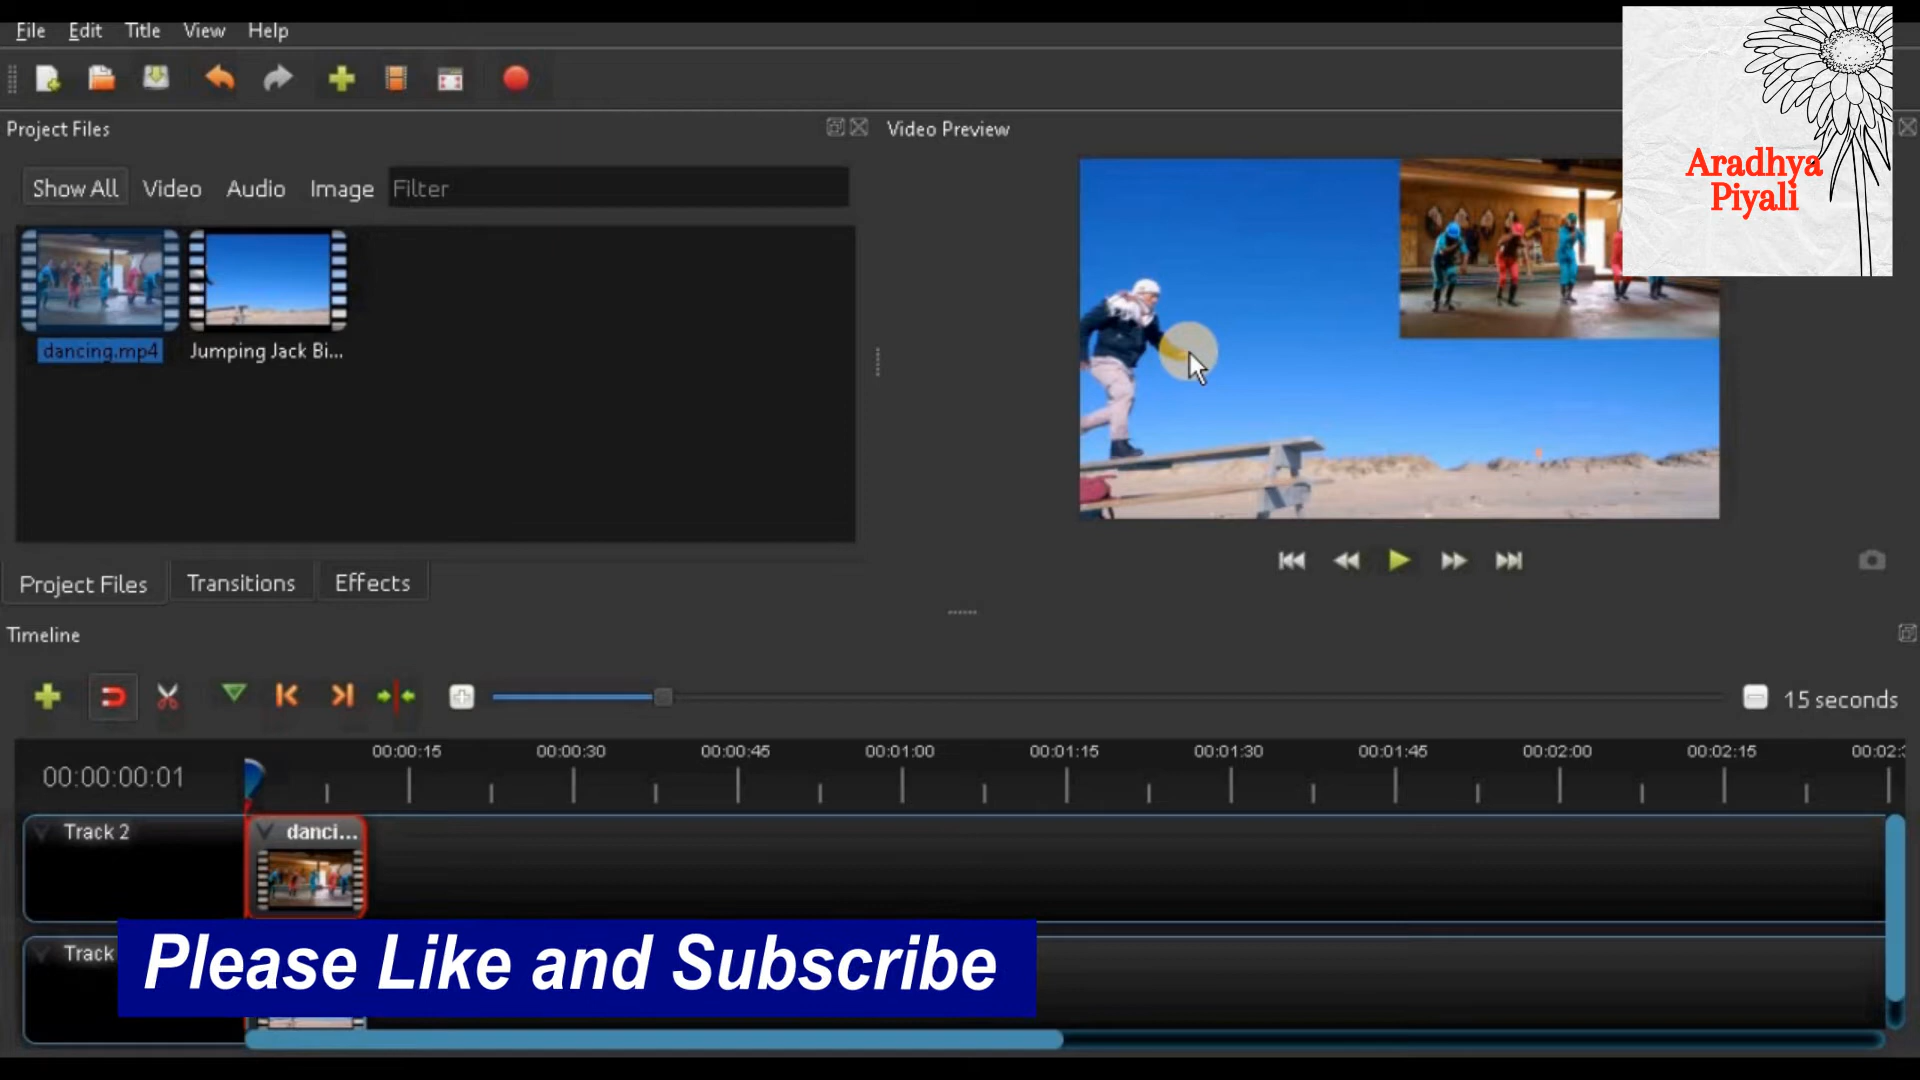 File Edit Title View Help
Aradhya
Piyali
Project Files
Video Preview
Show All Video Audio Image Filter
dancing.mp4 Jumping Jack Bi...
Project Files Transitions Effects
Timeline
15 seconds
00:00:00:01 00:00:15 00:00:30 00:00:45 00:01:00 00:01:15 00:01:30 00:01:45 00:02:00 00:02:15
Track 2 danci...
Track
Please Like and Subscribe